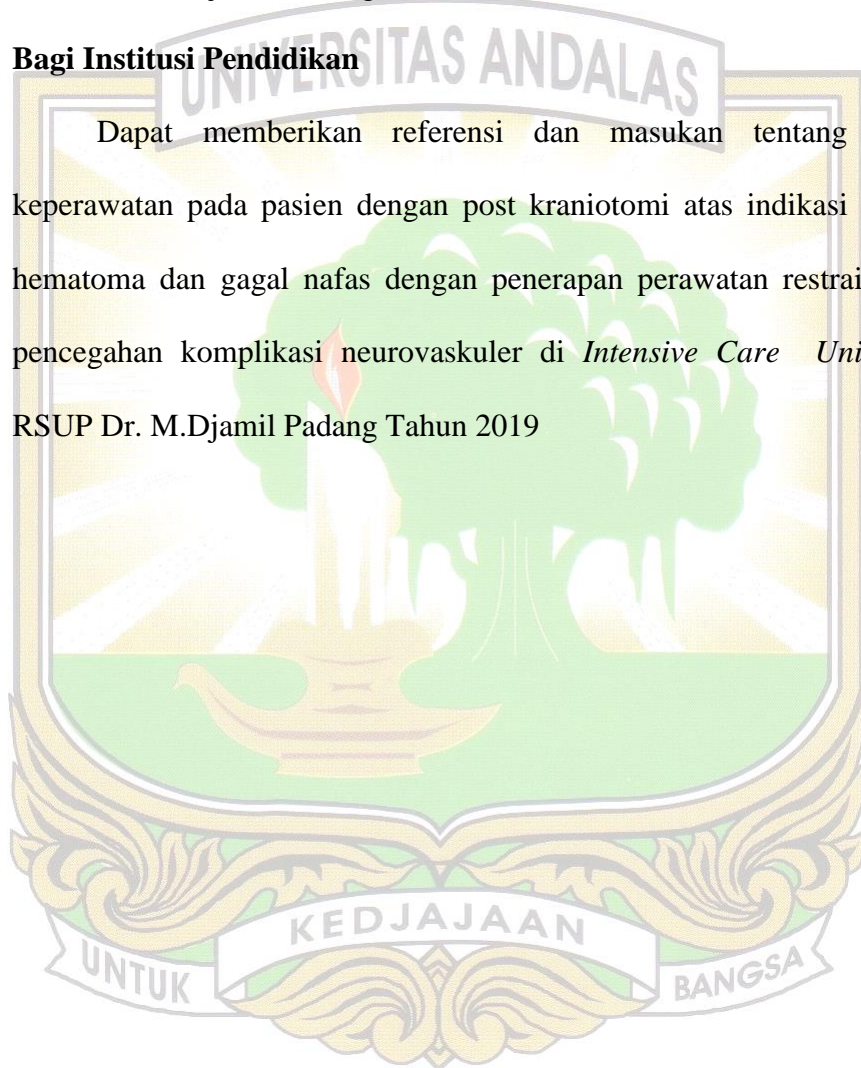 Bagi Institusi Pendidikan
UNIVERSITAS ANDALAS
Dapat memberikan referensi dan masukan tentang
keperawatan pada pasien dengan post kraniotomi atas indikasi
hematoma dan gagal nafas dengan penerapan perawatan restrai
pencegahan komplikasi neurovaskuler di Intensive Care Uni
RSUP Dr. M.Djamil Padang Tahun 2019
KEDJAJAAN
UNTUK BANGSA